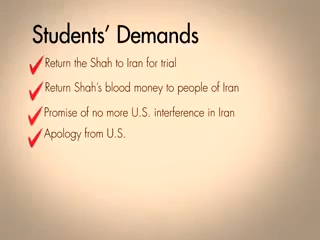 Students' Demands
Return the Shah to Iran for trial
Return Shah's blood money to people of Iran
Promise of no more U.S. interference in Iran
Apology from U.S.